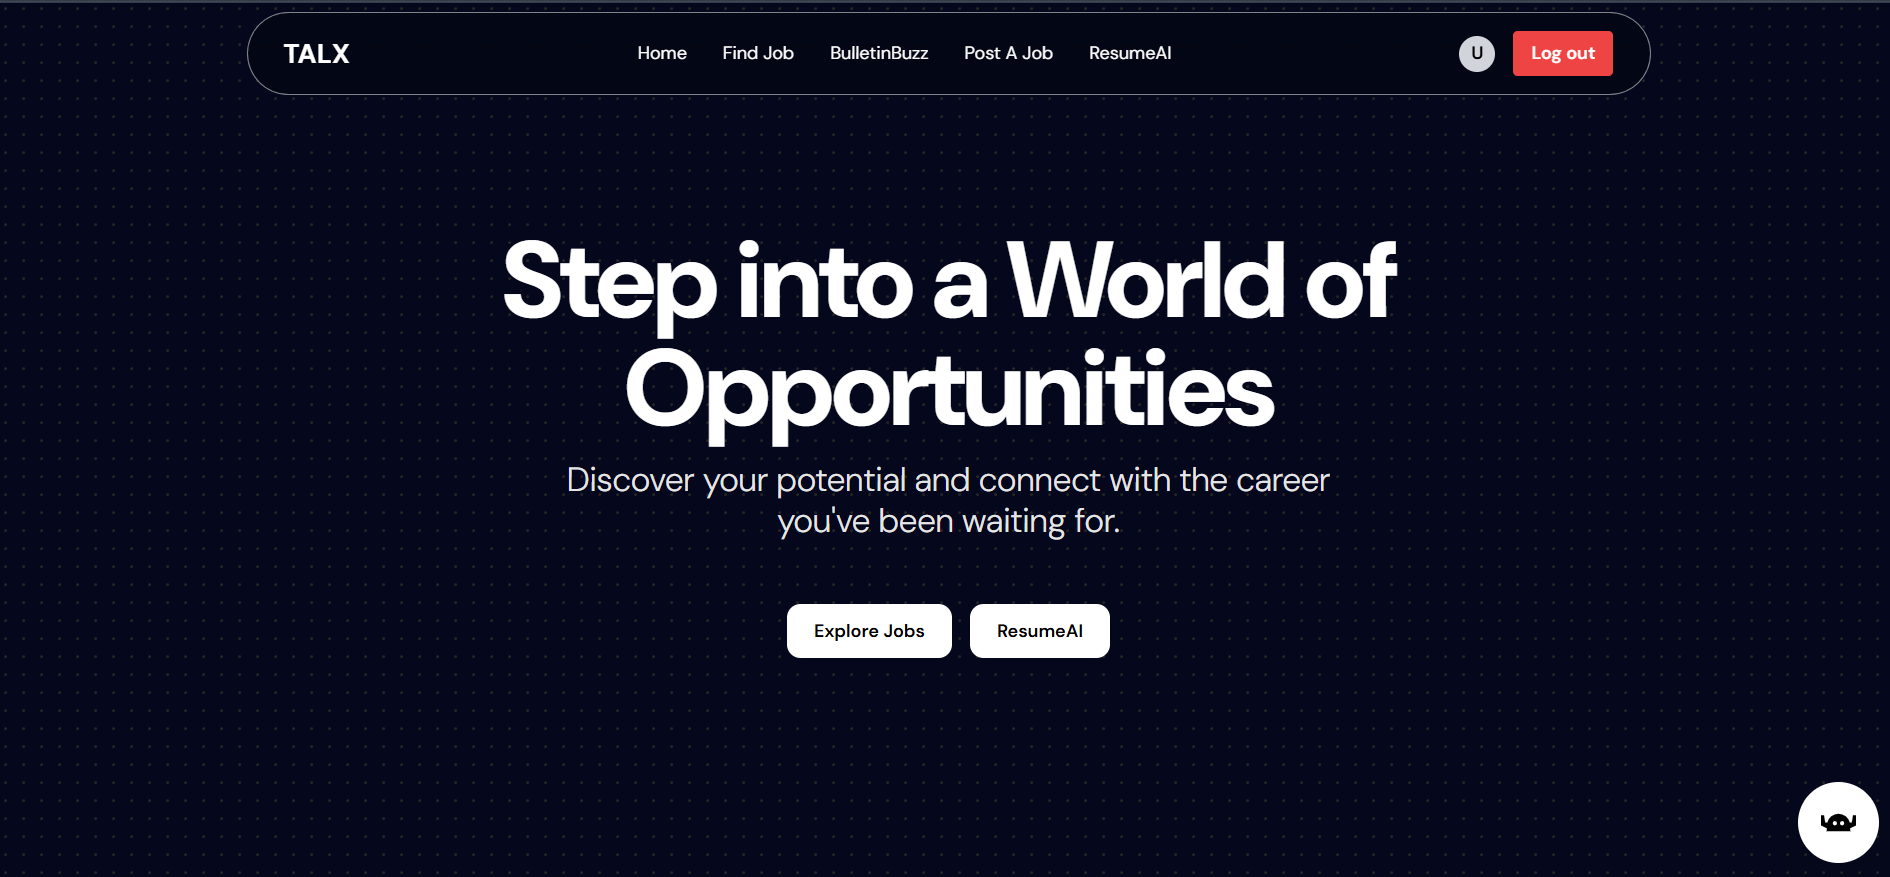 TALX
Home Find Job BulletinBuzz Post A Job ResumeAI
U
Log out
Step into a World of
Opportunities
Discover your potential and connect with the career
you've been waiting for.
Explore Jobs
ResumeAI